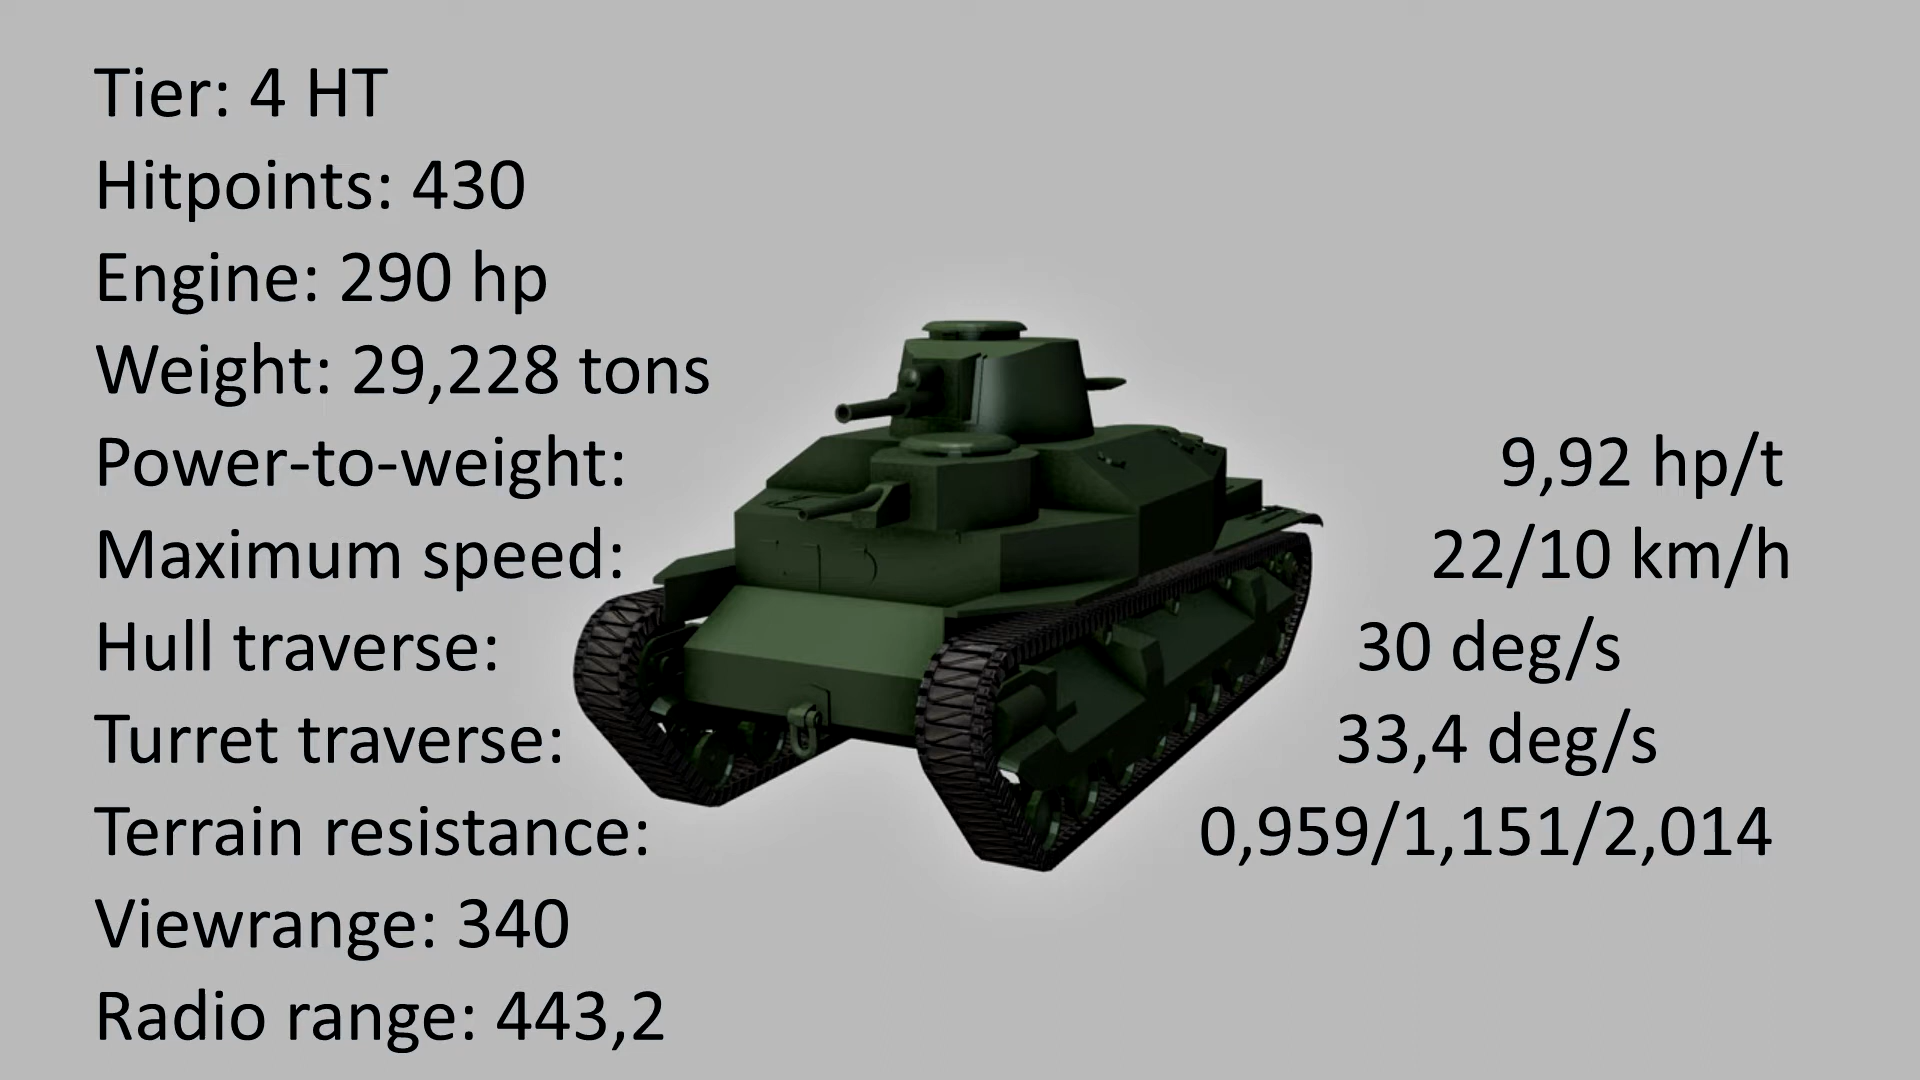 Tier: 4 HT
Hitpoints: 430
Engine: 290 hp
Weight: 29,228 tons
Power-to-weight: 9,92 hp/t
Maximum speed: 22/10 km/h
Hull traverse: 30 deg/s
Turret traverse: 33,4 deg/s
Terrain resistance: 0,959/1,151/2,014
Viewrange: 340
Radio range: 443,2